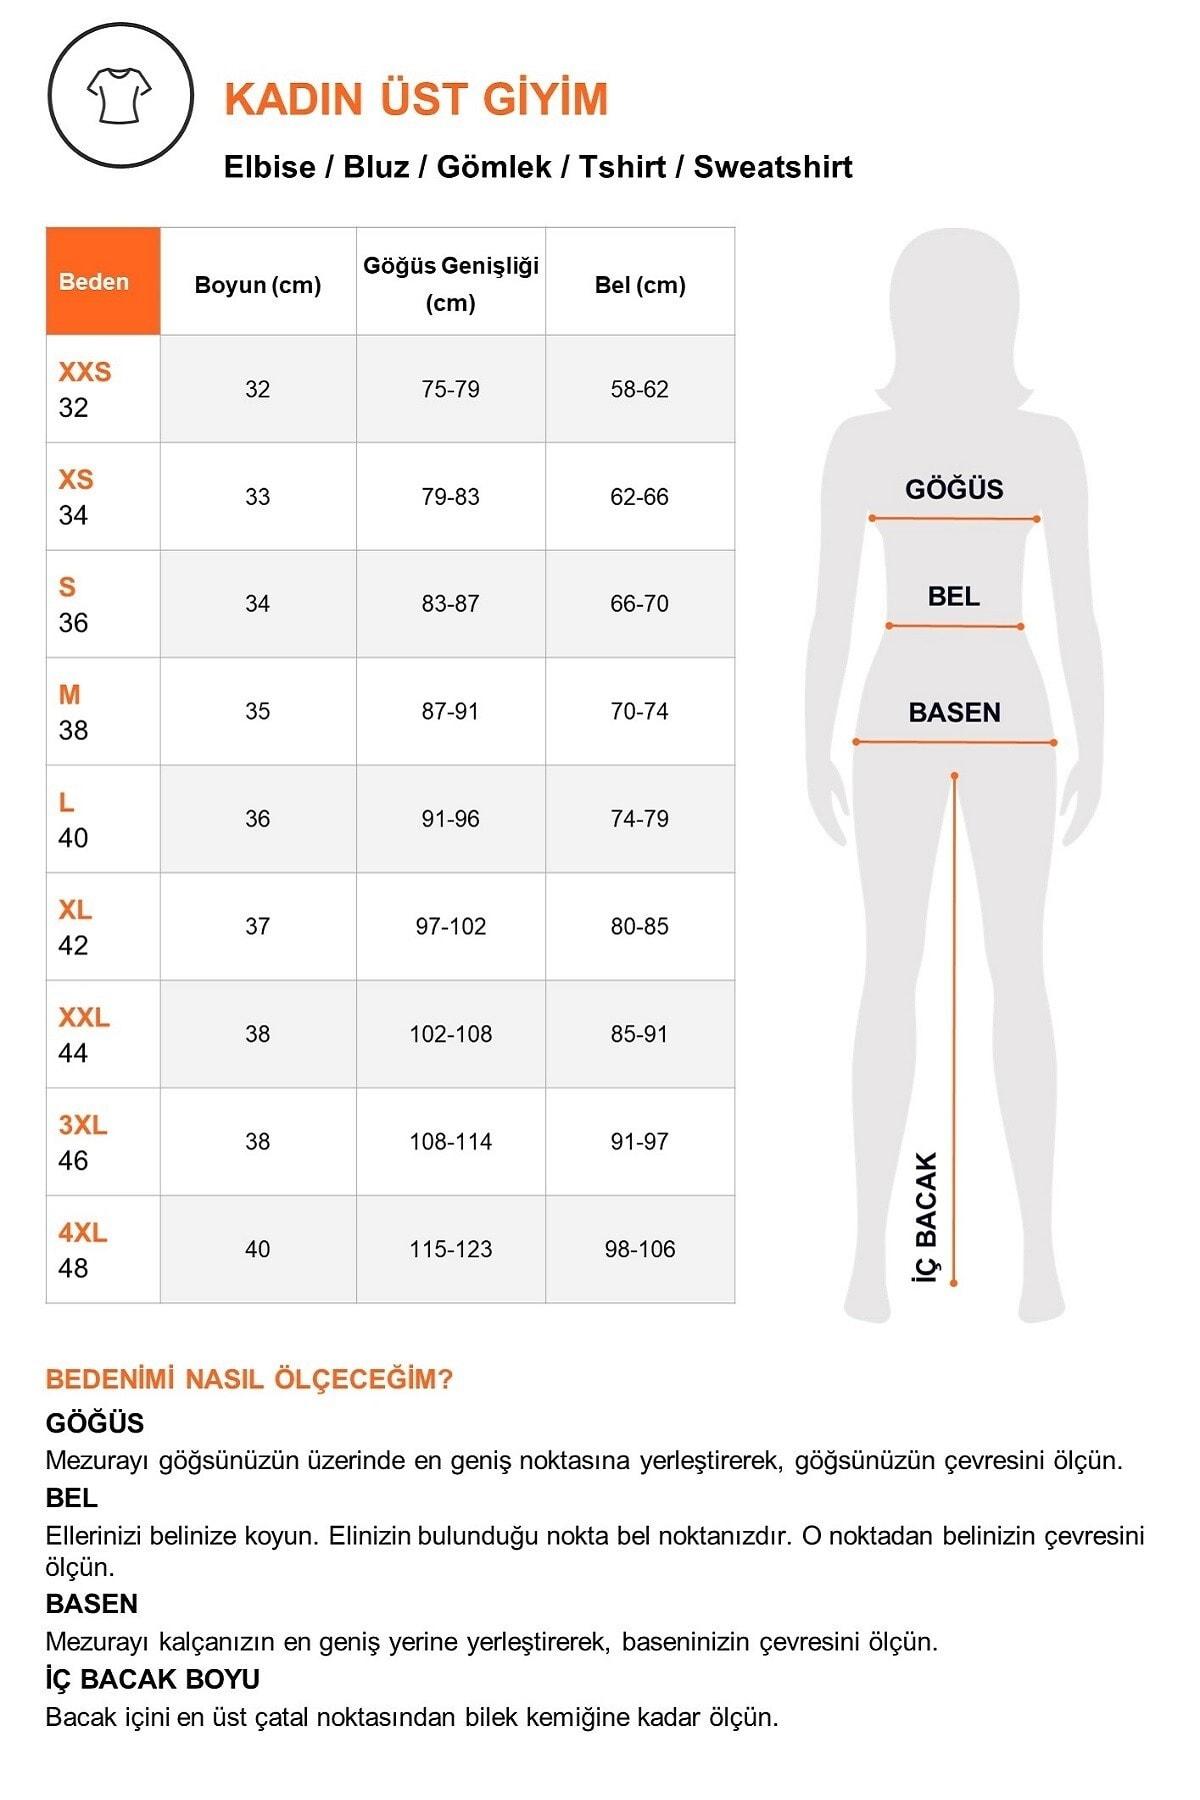 KADIN ÜST GİYİM
Elbise / Bluz / Gömlek / Tshirt / Sweatshirt
Beden Boyun (cm) Göğüs Genişliği (cm) Bel (cm)
XXS
32 32 75-79 58-62
XS
34 33 79-83 62-66
S
36 34 83-87 66-70
M
38 35 87-91 70-74
L
40 36 91-96 74-79
XL
42 37 97-102 80-85
XXL
44 38 102-108 85-91
3XL
46 38 108-114 91-97
4XL
48 40 115-123 98-106
GÖĞÜS
BEL
BASEN
İÇ BACAK
BEDENİMİ NASIL ÖLÇECEĞİM?
GÖĞÜS
Mezurayı göğsünüzün üzerinde en geniş noktasına yerleştirerek, göğsünüzün çevresini ölçün.
BEL
Ellerinizi belinize koyun. Elinizin bulunduğu nokta bel noktanızdır. O noktadan belinizin çevresini
ölçün.
BASEN
Mezurayı kalçanızın en geniş yerine yerleştirerek, baseninizin çevresini ölçün.
İÇ BACAK BOYU
Bacak içini en üst çatal noktasından bilek kemiğine kadar ölçün.